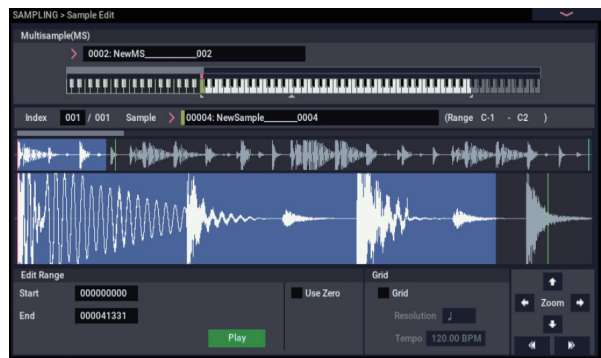 SAMPLING > Sample Edit
Multisample(MS)
0002: NewMS__________002
Index 001 / 001 Sample 00004: NewSample_______0004 (Range C-1 - C2 )
Edit Range
Grid
Start 000000000
Use Zero
Grid
Zoom
End 000041331
Resolution ♩
Play
Tempo 120.00 BPM